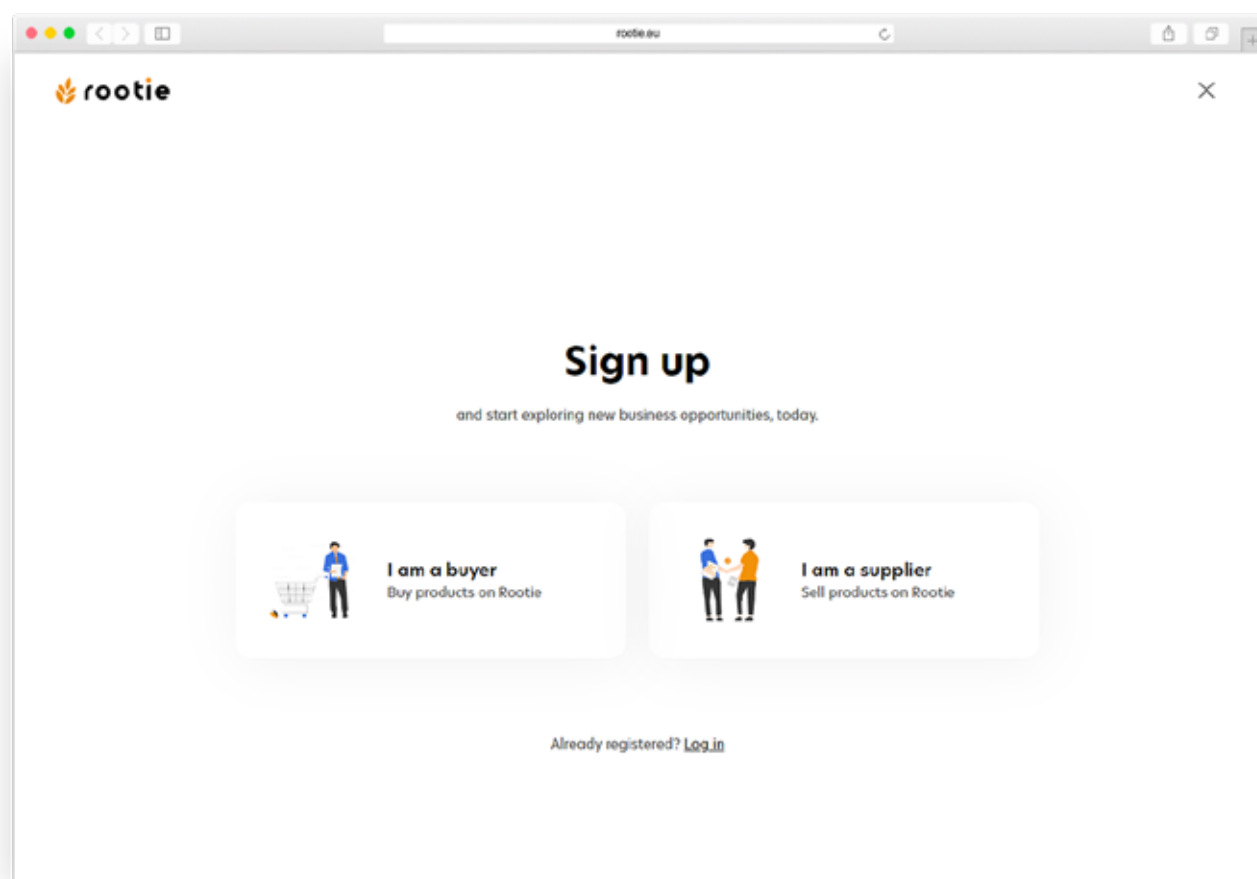 rootie.eu
rootie
Sign up
and start exploring new business opportunities, today.
I am a buyer
Buy products on Rootie
I am a supplier
Sell products on Rootie
Already registered? Log in